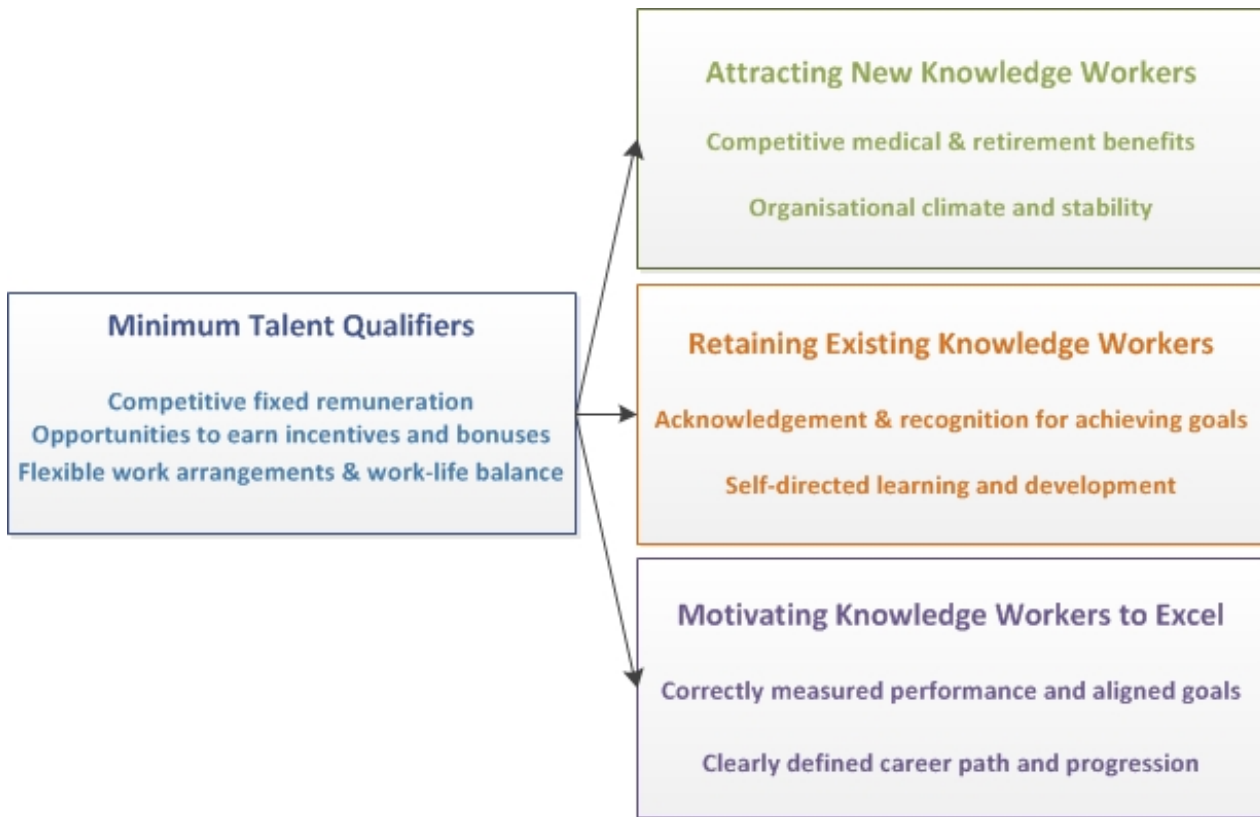 Minimum Talent Qualifiers
Competitive fixed remuneration
Opportunities to earn incentives and bonuses
Flexible work arrangements & work-life balance
Attracting New Knowledge Workers
Competitive medical & retirement benefits
Organisational climate and stability
Retaining Existing Knowledge Workers
Acknowledgement & recognition for achieving goals
Self-directed learning and development
Motivating Knowledge Workers to Excel
Correctly measured performance and aligned goals
Clearly defined career path and progression